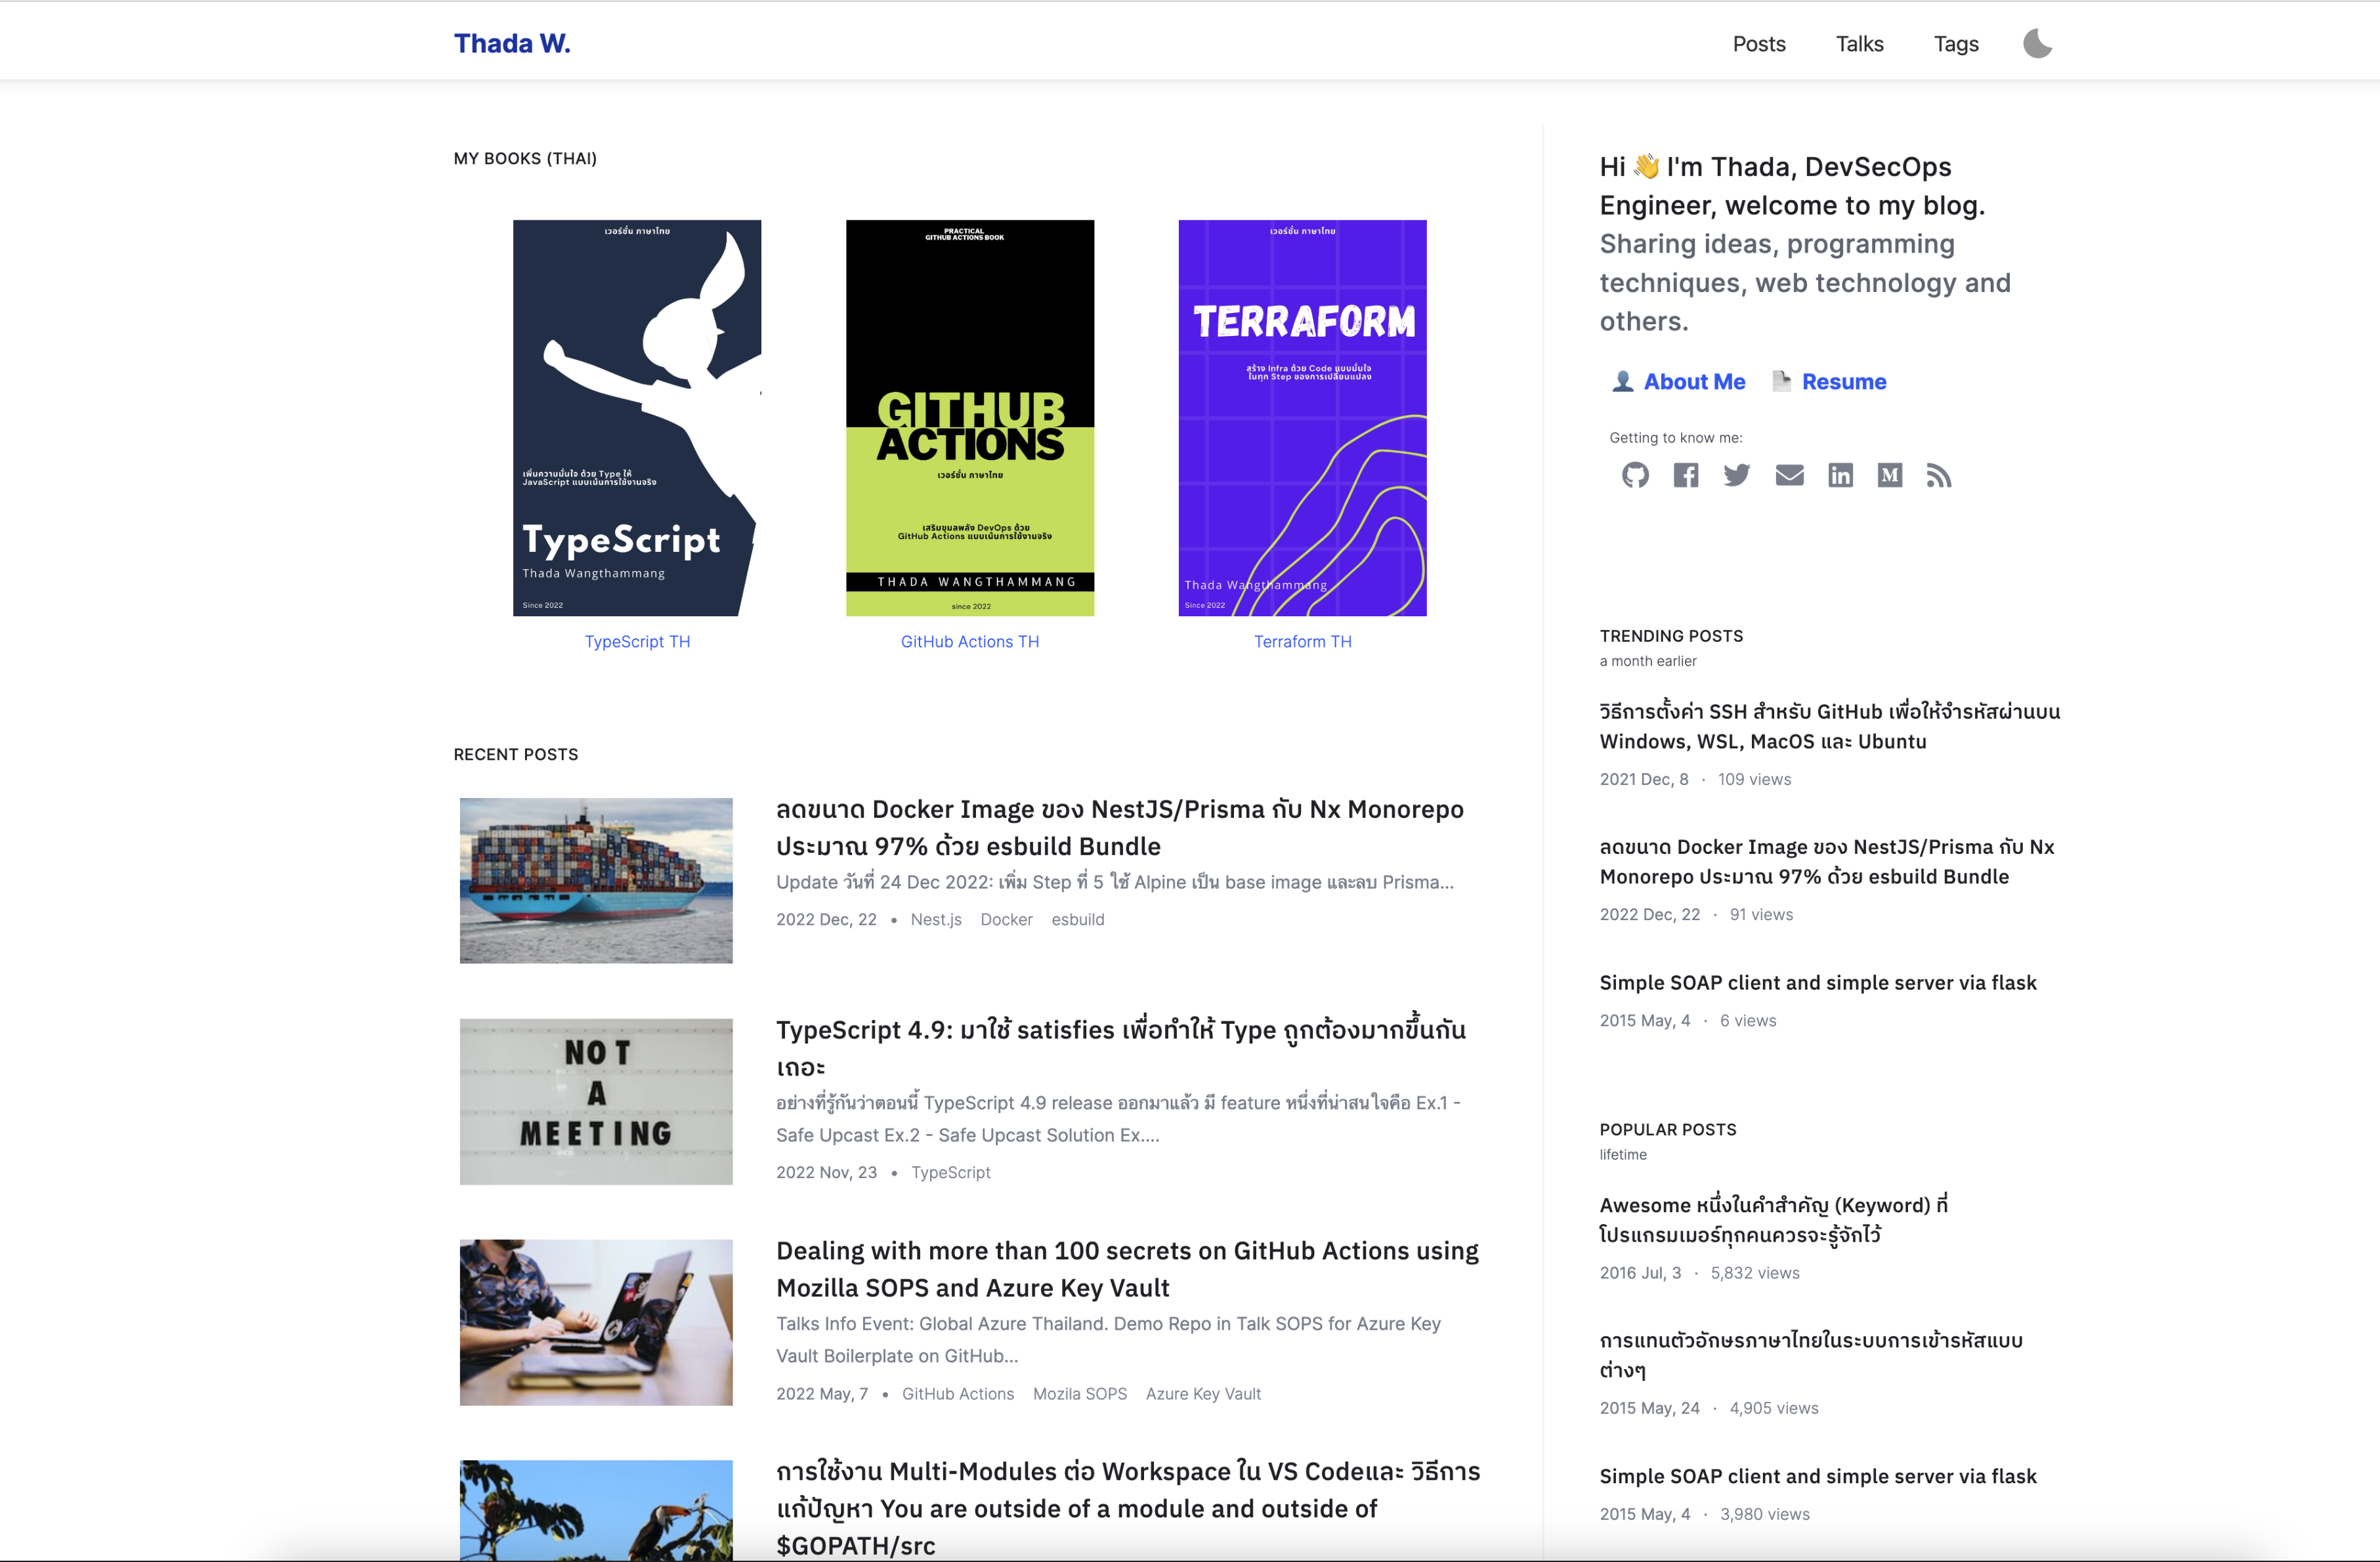 Thada W.
Posts
Talks
Tags
MY BOOKS (THAI)
เวอร์ชั่น ภาษาไทย
เพิ่มความมั่นใจ ด้วย Type ให้
JavaScript แบบเน้นการใช้งานจริง
TypeScript
Thada Wangthammang
Since 2022
TypeScript TH
PRACTICAL
GITHUB ACTIONS BOOK
GITHUB
ACTIONS
เวอร์ชั่น ภาษาไทย
เสริมขุมพลัง DevOps ด้วย
GitHub Actions แบบเน้นการใช้งานจริง
THADA WANGTHAMMANG
since 2022
GitHub Actions TH
เวอร์ชั่น ภาษาไทย
TERRAFORM
สร้าง Infra ด้วย Code แบบมั่นใจ
ในทุก Step ของการเปลี่ยนแปลง
Thada Wangthammang
Since 2022
Terraform TH
RECENT POSTS
ลดขนาด Docker Image ของ NestJS/Prisma กับ Nx Monorepo
ประมาณ 97% ด้วย esbuild Bundle
Update วันที่ 24 Dec 2022: เพิ่ม Step ที่ 5 ใช้ Alpine เป็น base image และลบ Prisma...
2022 Dec, 22 • Nest.js Docker esbuild
NOT
A
MEETING
TypeScript 4.9: มาใช้ satisfies เพื่อทำให้ Type ถูกต้องมากขึ้นกัน
เถอะ
อย่างที่รู้กันว่าตอนนี้ TypeScript 4.9 release ออกมาแล้ว มี feature หนึ่งที่น่าสนใจคือ Ex.1 -
Safe Upcast Ex.2 - Safe Upcast Solution Ex....
2022 Nov, 23 • TypeScript
Dealing with more than 100 secrets on GitHub Actions using
Mozilla SOPS and Azure Key Vault
Talks Info Event: Global Azure Thailand. Demo Repo in Talk SOPS for Azure Key
Vault Boilerplate on GitHub...
2022 May, 7 • GitHub Actions Mozila SOPS Azure Key Vault
การใช้งาน Multi-Modules ต่อ Workspace ใน VS Codeและ วิธีการ
แก้ปัญหา You are outside of a module and outside of
$GOPATH/src
Hi 👋 I'm Thada, DevSecOps
Engineer, welcome to my blog.
Sharing ideas, programming
techniques, web technology and
others.
About Me
Resume
Getting to know me:
TRENDING POSTS
a month earlier
วิธีการตั้งค่า SSH สำหรับ GitHub เพื่อให้จำรหัสผ่านบน
Windows, WSL, MacOS และ Ubuntu
2021 Dec, 8 · 109 views
ลดขนาด Docker Image ของ NestJS/Prisma กับ Nx
Monorepo ประมาณ 97% ด้วย esbuild Bundle
2022 Dec, 22 · 91 views
Simple SOAP client and simple server via flask
2015 May, 4 · 6 views
POPULAR POSTS
lifetime
Awesome หนึ่งในคำสำคัญ (Keyword) ที่
โปรแกรมเมอร์ทุกคนควรจะรู้จักไว้
2016 Jul, 3 · 5,832 views
การแทนตัวอักษรภาษาไทยในระบบการเข้ารหัสแบบ
ต่างๆ
2015 May, 24 · 4,905 views
Simple SOAP client and simple server via flask
2015 May, 4 · 3,980 views